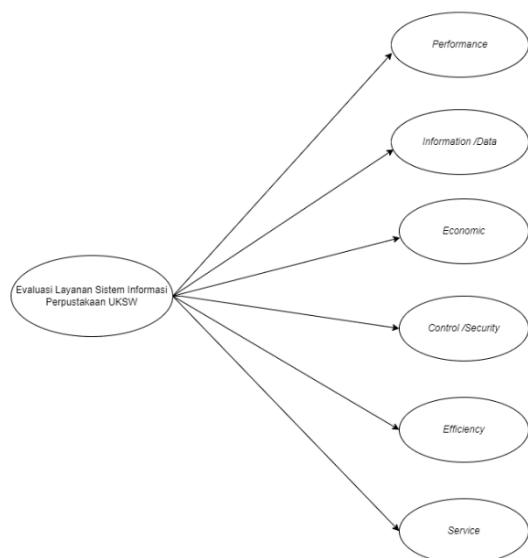 Performance
Information /Data
Economic
Evaluasi Layanan Sistem Informasi
Perpustakaan UKSW
Control /Security
Efficiency
Service